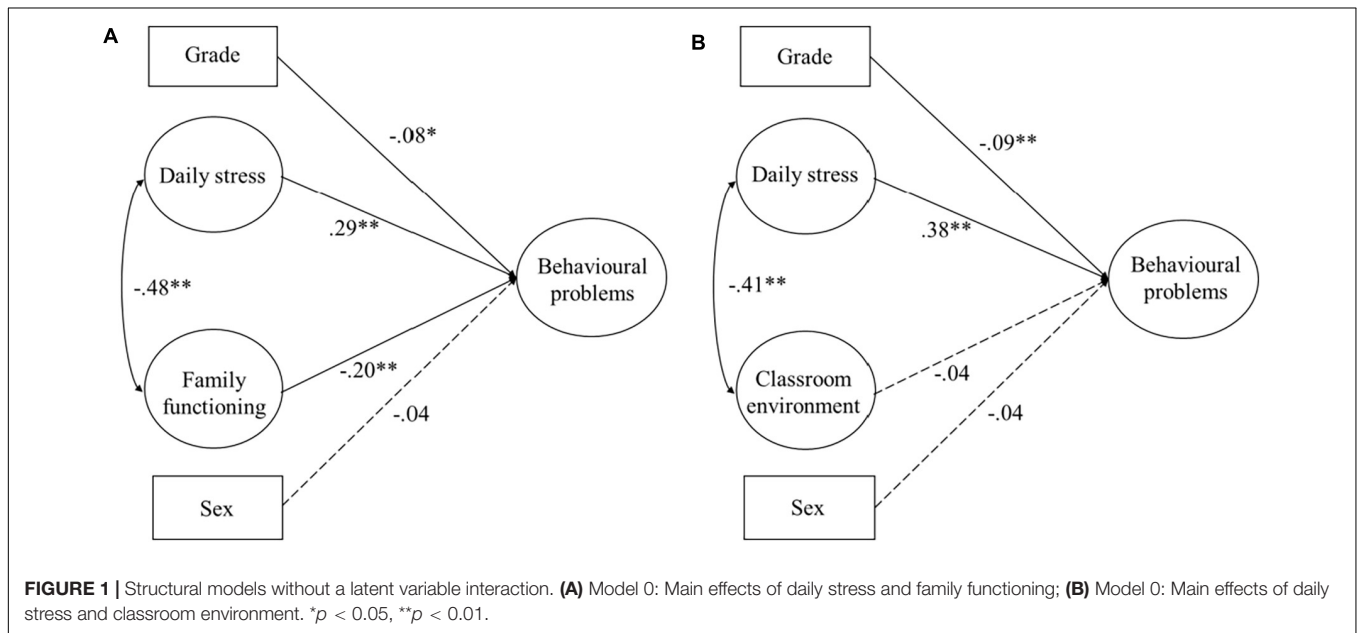 A
Grade
-.08*
Daily stress
.29**
-.48**
Behavioural
problems
Family
functioning
-.20**
-.04
Sex
B
Grade
-.09**
Daily stress
.38**
-.41**
Behavioural
problems
Classroom
environment
-.04
-.04
Sex
FIGURE 1 | Structural models without a latent variable interaction. (A) Model 0: Main effects of daily stress and family functioning; (B) Model 0: Main effects of daily
stress and classroom environment. *p < 0.05, **p < 0.01.